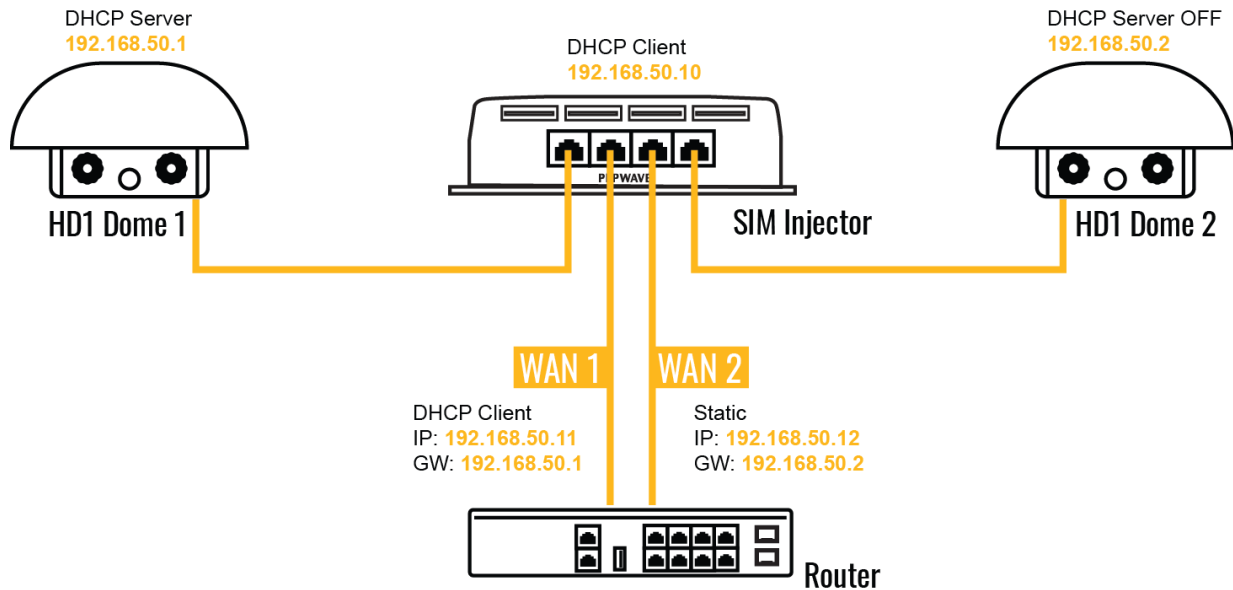 DHCP Server
192.168.50.1
DHCP Client
192.168.50.10
DHCP Server OFF
192.168.50.2
PEPWAVE
HD1 Dome 1
SIM Injector
HD1 Dome 2
WAN 1
WAN 2
DHCP Client
IP: 192.168.50.11
GW: 192.168.50.1
Static
IP: 192.168.50.12
GW: 192.168.50.2
Router